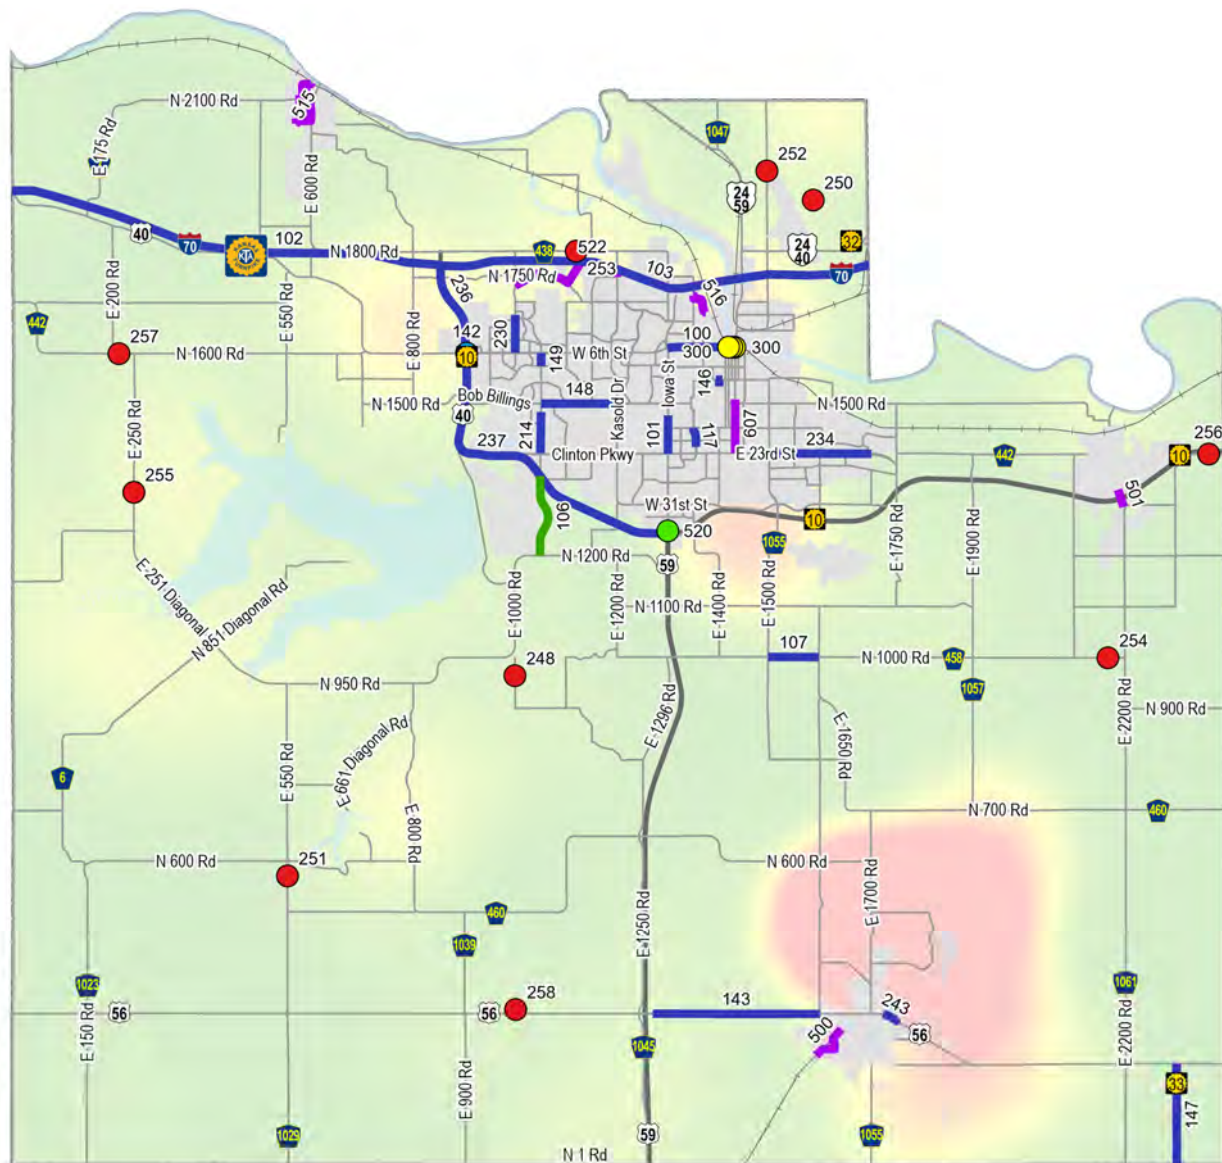 N 2100 Rd
515
E 175 Rd
E 600 Rd
1047
252
250
24
59
24
40
32
40
70
KANSAS
KTA
TURNPIKE
102
N 1800 Rd
438
522
253
103
70
N 1750 Rd
516
236
E 200 Rd
E 550 Rd
442
257
N 1600 Rd
E 800 Rd
142
10
230
149
W 6th St
100
300
300
146
Iowa St
Kasold Dr
Bob Billings
148
N 1500 Rd
40
N 1500 Rd
607
E 250 Rd
237
214
Clinton Pkwy
101
117
E 23rd St
234
442
10
256
255
501
106
W 31st St
10
520
1055
59
N 1200 Rd
E 1750 Rd
E 1900 Rd
E 251 Diagonal
N 851 Diagonal Rd
E 1000 Rd
E 1200 Rd
E 1400 Rd
E 1500 Rd
N 1100 Rd
107
N 1000 Rd
458
254
248
N 950 Rd
1057
E 2200 Rd
N 900 Rd
E 1296 Rd
E 661 Diagonal Rd
E 1650 Rd
6
E 550 Rd
E 800 Rd
N 700 Rd
460
N 600 Rd
251
N 600 Rd
E 1700 Rd
460
1039
E 1250 Rd
1023
1061
56
56
258
143
243
56
500
E 150 Rd
E 900 Rd
1045
E 2200 Rd
33
147
1029
59
N 1 Rd
1055